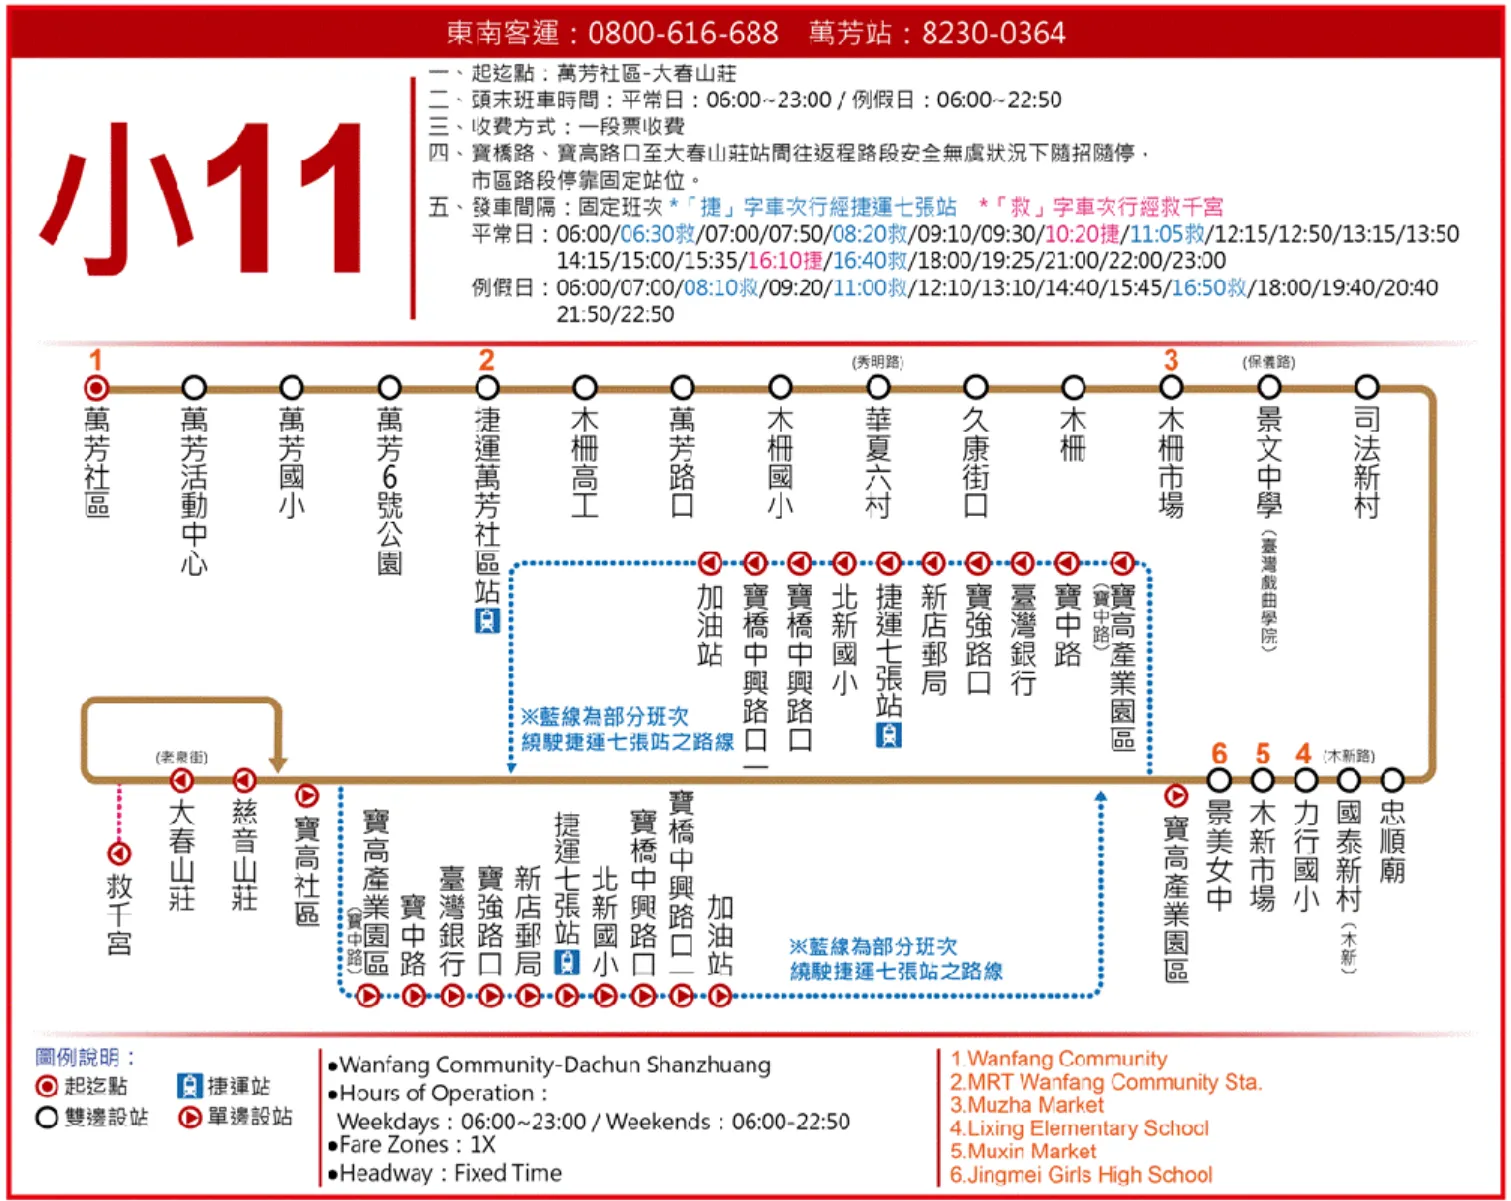 東南客運：0800-616-688　萬芳站：8230-0364
小11
一、起迄點：萬芳社區-大春山莊
二、頭末班車時間：平常日：06:00~23:00 / 例假日：06:00~22:50
三、收費方式：一段票收費
四、寶橋路、寶高路口至大春山莊站間往返程路段安全無虞狀況下隨招隨停，
市區路段停靠固定站位。
五、發車間隔：固定班次 *「捷」字車次行經捷運七張站　*「救」字車次行經救千宮
平常日：06:00/06:30救/07:00/07:50/08:20救/09:10/09:30/10:20捷/11:05救/12:15/12:50/13:15/13:50
14:15/15:00/15:35/16:10捷/16:40救/18:00/19:25/21:00/22:00/23:00
例假日：06:00/07:00/08:10救/09:20/11:00救/12:10/13:10/14:40/15:45/16:50救/18:00/19:40/20:40
21:50/22:50
1
萬芳社區
萬芳活動中心
萬芳國小
萬芳6號公園
2
捷運萬芳社區站
木柵高工
萬芳路口
木柵國小
(秀明路)
華夏六村
久康街口
木柵
3
木柵市場
(保儀路)
景文中學(臺灣戲曲學院)
司法新村
加油站
寶橋中興路口一
寶橋中興路口
北新國小
捷運七張站
新店郵局
寶強路口
臺灣銀行
寶中路
寶高產業園區
(寶中路)
※藍線為部分班次
繞駛捷運七張站之路線
忠順廟
(木新路)
國泰新村(木新)
4
力行國小
5
木新市場
6
景美女中
寶高產業園區
寶高社區
慈音山莊
(老泉街)
大春山莊
救千宮
寶高產業園區
(寶中路)
寶中路
臺灣銀行
寶強路口
新店郵局
捷運七張站
北新國小
寶橋中興路口
寶橋中興路口一
加油站
※藍線為部分班次
繞駛捷運七張站之路線
圖例說明：
起迄點
捷運站
雙邊設站
單邊設站
●Wanfang Community-Dachun Shanzhuang
●Hours of Operation：
Weekdays：06:00~23:00 / Weekends：06:00-22:50
●Fare Zones：1X
●Headway：Fixed Time
1.Wanfang Community
2.MRT Wanfang Community Sta.
3.Muzha Market
4.Lixing Elementary School
5.Muxin Market
6.Jingmei Girls High School